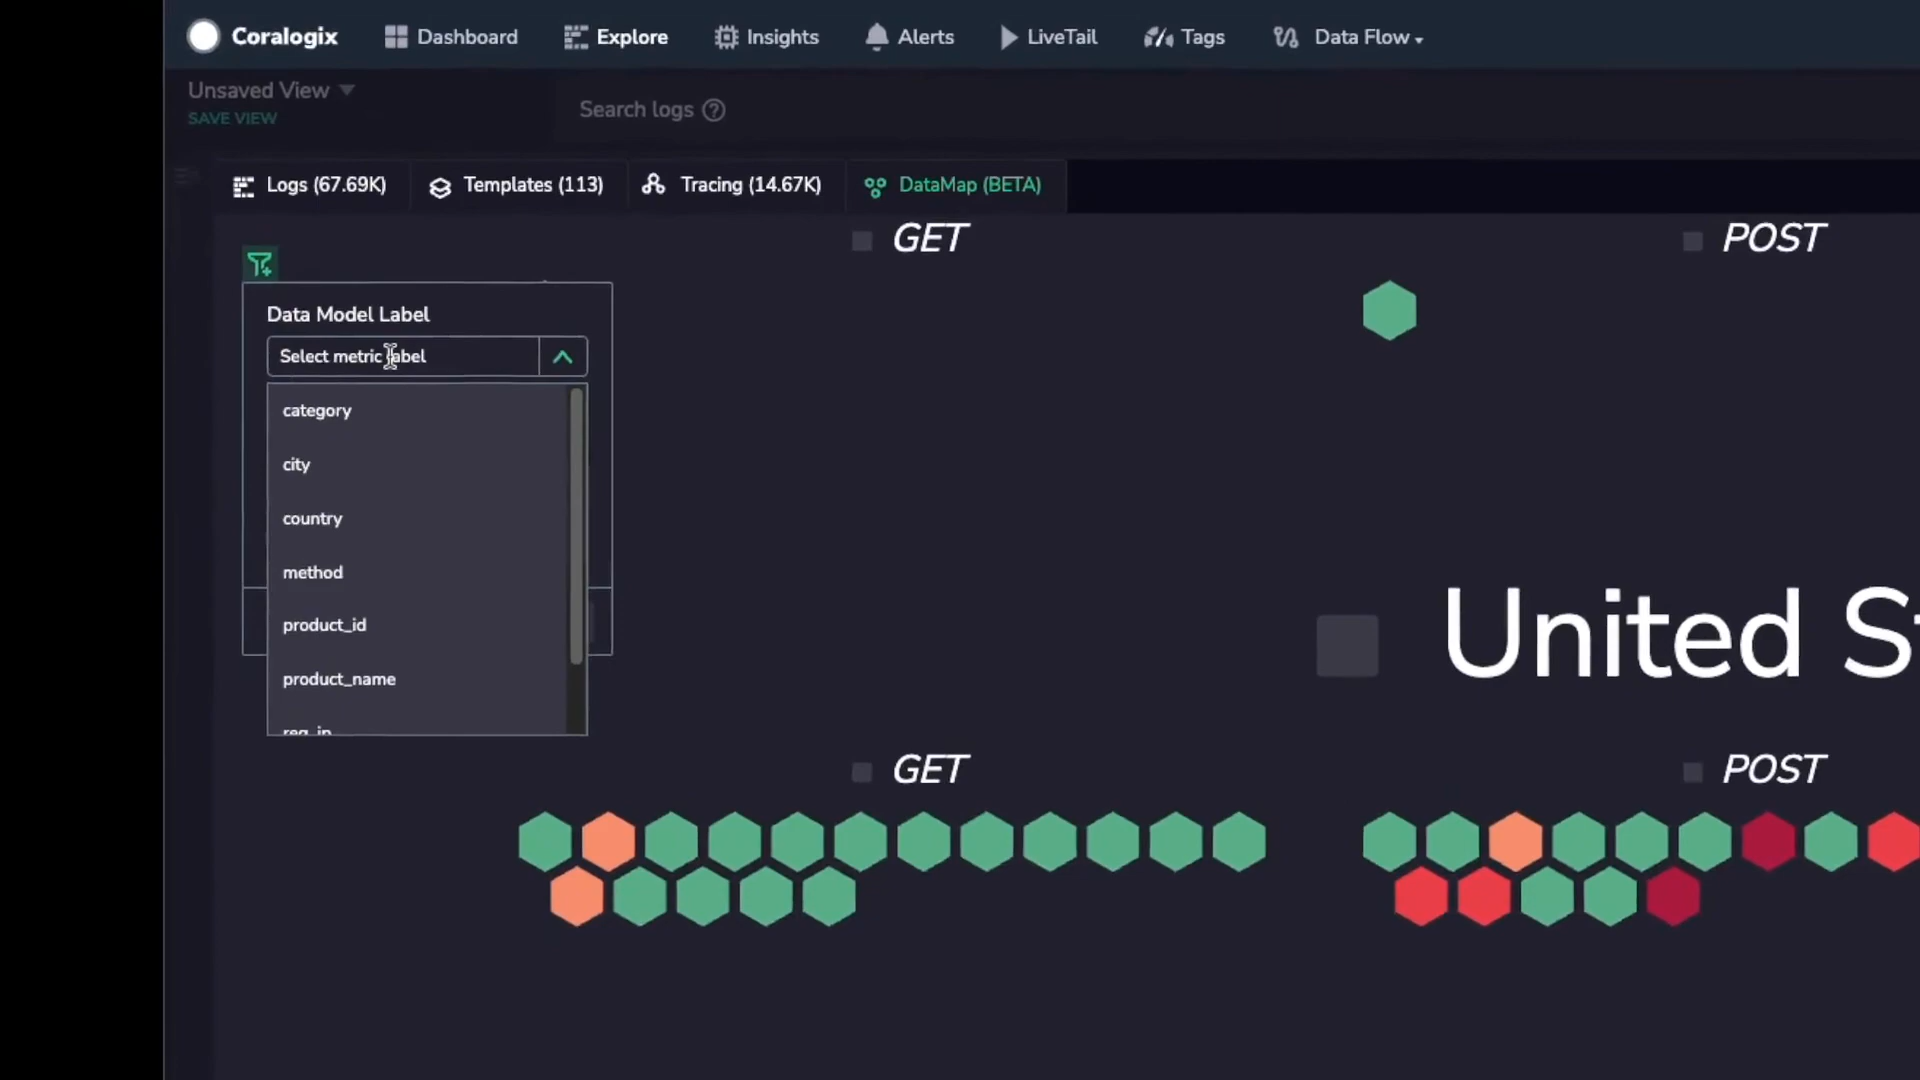 Coralogix Dashboard Explore Insights Alerts LiveTail Tags Data Flow
Unsaved View
SAVE VIEW
Search logs
Logs (67.69K) Templates (113) Tracing (14.67K) DataMap (BETA)
GET POST
Data Model Label
Select metric label
category
city
country
method
product_id
product_name
United
GET POST